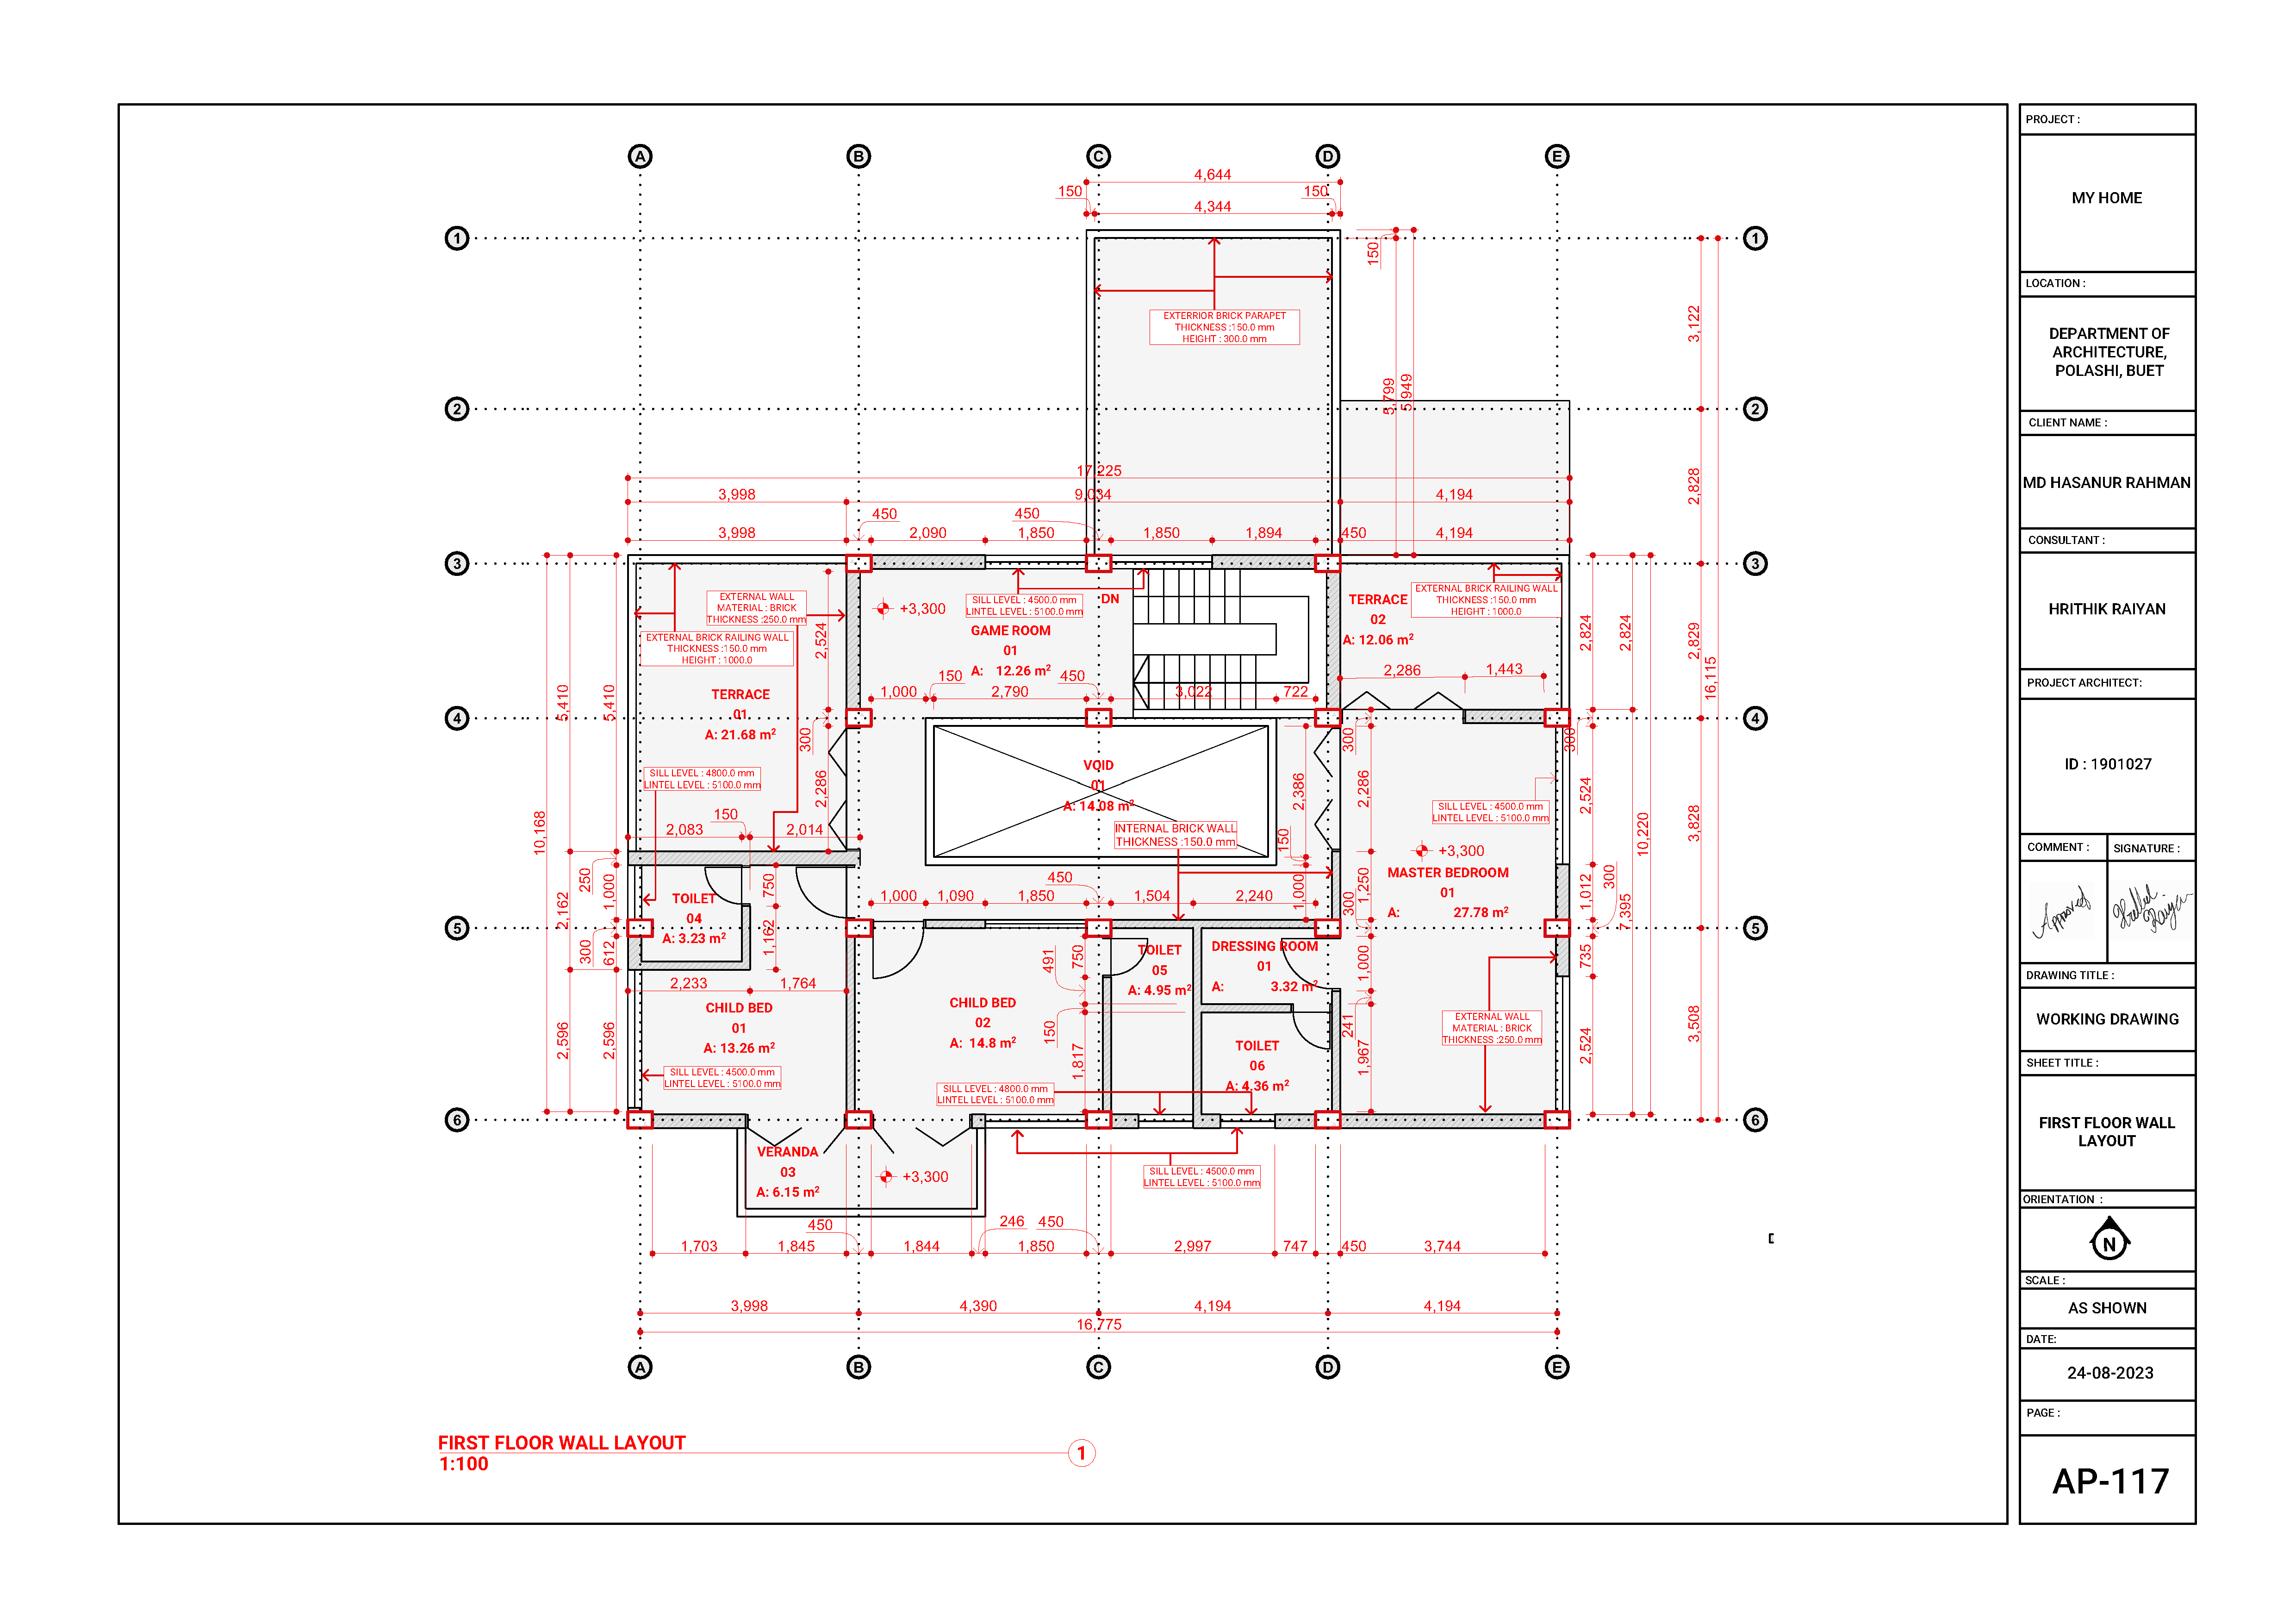 A
B
C
D
E
4,644
150
150
4,344
1
1
150
EXTERRIOR BRICK PARAPET
THICKNESS :150.0 mm
HEIGHT : 300.0 mm
3,122
5,799
5,949
2
2
17,225
3,998
9,034
4,194
2,828
450
450
3,998
2,090
1,850
1,850
1,894
450
4,194
3
3
EXTERNAL WALL
MATERIAL : BRICK
THICKNESS :250.0 mm
EXTERNAL BRICK RAILING WALL
THICKNESS :150.0 mm
HEIGHT : 1000.0
2,524
+3,300
SILL LEVEL : 4500.0 mm
LINTEL LEVEL : 5100.0 mm
DN
GAME ROOM
01
A: 12.26 m²
TERRACE
02
A: 12.06 m²
EXTERNAL BRICK RAILING WALL
THICKNESS :150.0 mm
HEIGHT : 1000.0
2,824
2,824
2,829
16,115
2,286
1,443
150
450
1,000
2,790
3,022
722
5,410
5,410
TERRACE
01
A: 21.68 m²
4
4
300
300
300
SILL LEVEL : 4800.0 mm
LINTEL LEVEL : 5100.0 mm
2,286
VOID
01
A: 14.08 m²
2,386
2,286
2,524
SILL LEVEL : 4500.0 mm
LINTEL LEVEL : 5100.0 mm
150
2,083
2,014
INTERNAL BRICK WALL
THICKNESS :150.0 mm
150
10,168
10,220
3,828
+3,300
MASTER BEDROOM
01
A: 27.78 m²
250
1,000
2,162
750
TOILET
04
A: 3.23 m²
450
1,000
1,090
1,850
1,504
2,240
1,000
1,250
300
1,012
300
7,395
5
5
300
612
1,162
491
750
TOILET
05
A: 4.95 m²
DRESSING ROOM
01
A: 3.32 m²
1,000
735
2,233
1,764
CHILD BED
01
A: 13.26 m²
CHILD BED
02
A: 14.8 m²
150
1,817
241
1,967
TOILET
06
A: 4.36 m²
EXTERNAL WALL
MATERIAL : BRICK
THICKNESS :250.0 mm
2,596
2,596
2,524
3,508
SILL LEVEL : 4500.0 mm
LINTEL LEVEL : 5100.0 mm
SILL LEVEL : 4800.0 mm
LINTEL LEVEL : 5100.0 mm
6
6
VERANDA
03
A: 6.15 m²
+3,300
SILL LEVEL : 4500.0 mm
LINTEL LEVEL : 5100.0 mm
450
246
450
1,703
1,845
1,844
1,850
2,997
747
450
3,744
3,998
4,390
4,194
4,194
16,775
A
B
C
D
E
FIRST FLOOR WALL LAYOUT
1:100
1
PROJECT :
MY HOME
LOCATION :
DEPARTMENT OF
ARCHITECTURE,
POLASHI, BUET
CLIENT NAME :
MD HASANUR RAHMAN
CONSULTANT :
HRITHIK RAIYAN
PROJECT ARCHITECT:
ID : 1901027
COMMENT :
SIGNATURE :
Approved
DRAWING TITLE :
WORKING DRAWING
SHEET TITLE :
FIRST FLOOR WALL
LAYOUT
ORIENTATION :
N
SCALE :
AS SHOWN
DATE:
24-08-2023
PAGE :
AP-117